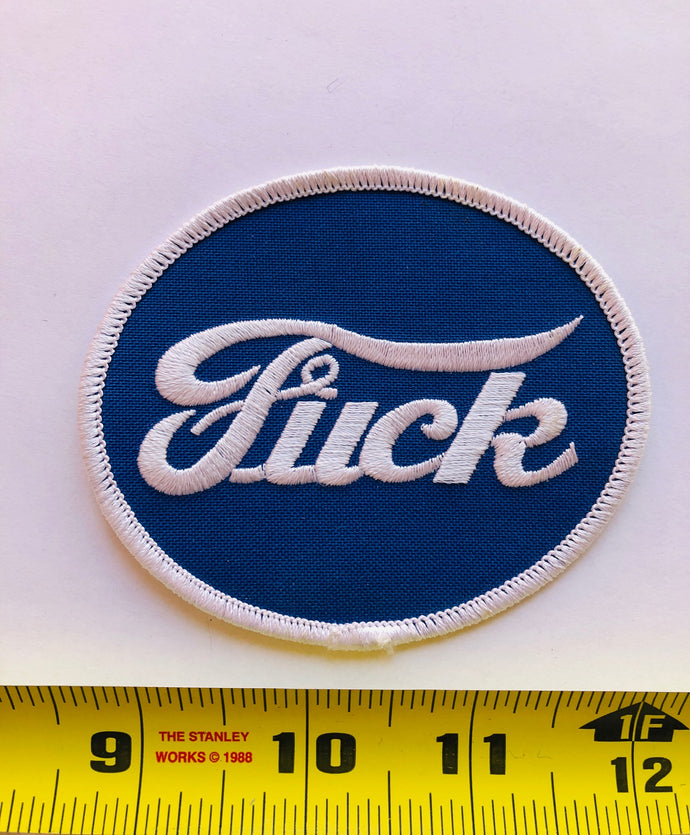 Fuck
1F
9 THE STANLEY 10 11
WORKS © 1988
12